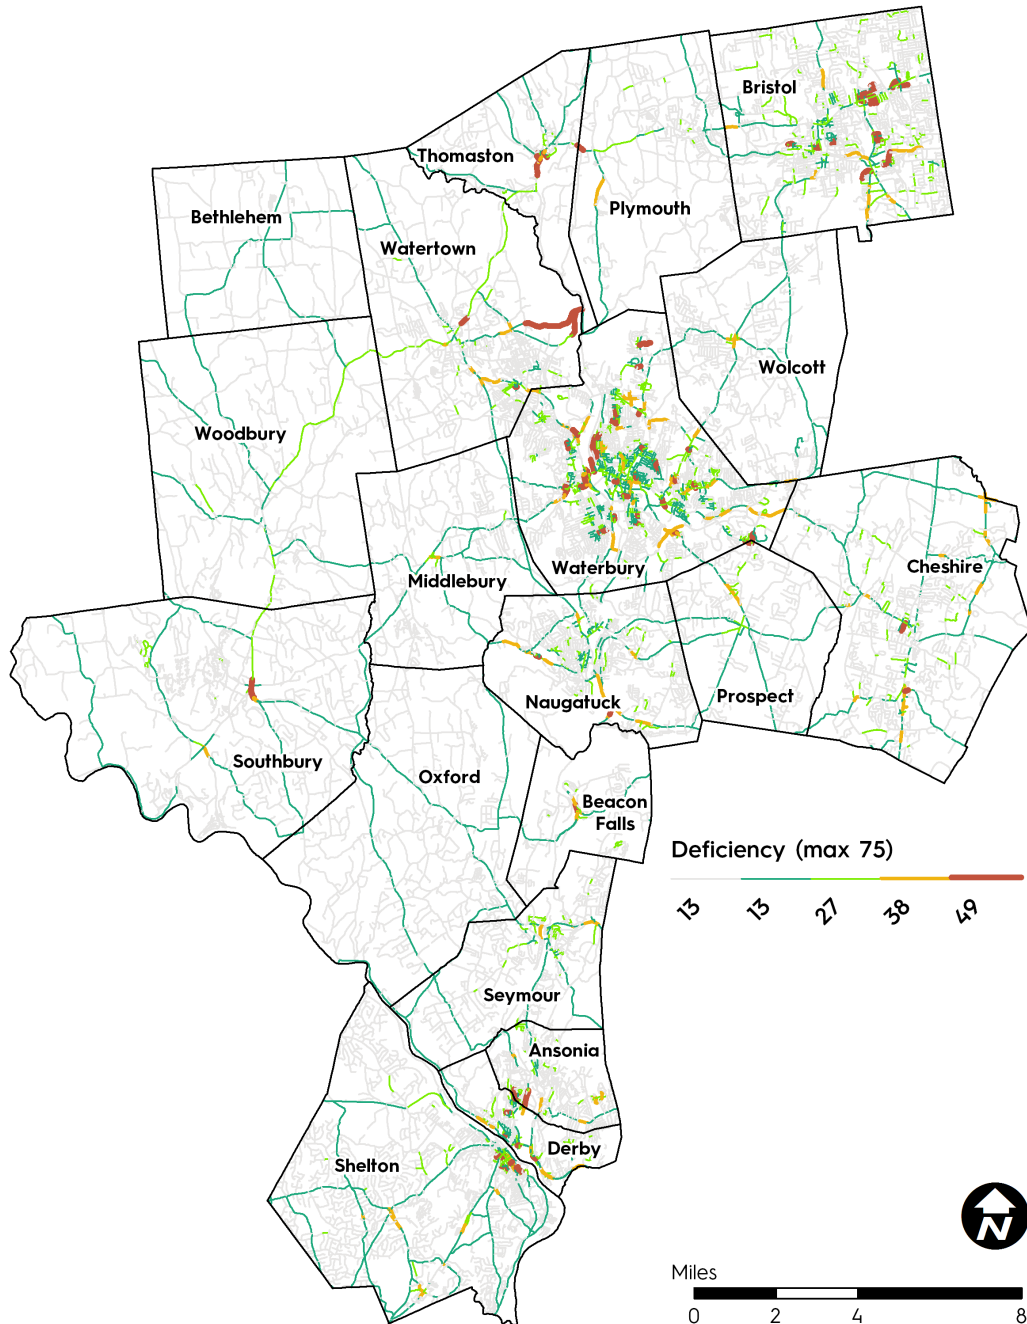 Bristol
Thomaston
Plymouth
Bethlehem
Watertown
Wolcott
Woodbury
Waterbury
Middlebury
Cheshire
Naugatuck
Prospect
Southbury
Oxford
Beacon
Falls
Deficiency (max 75)
13 13 27 38 49
Seymour
Ansonia
Derby
Shelton
N
Miles
0 2 4 8